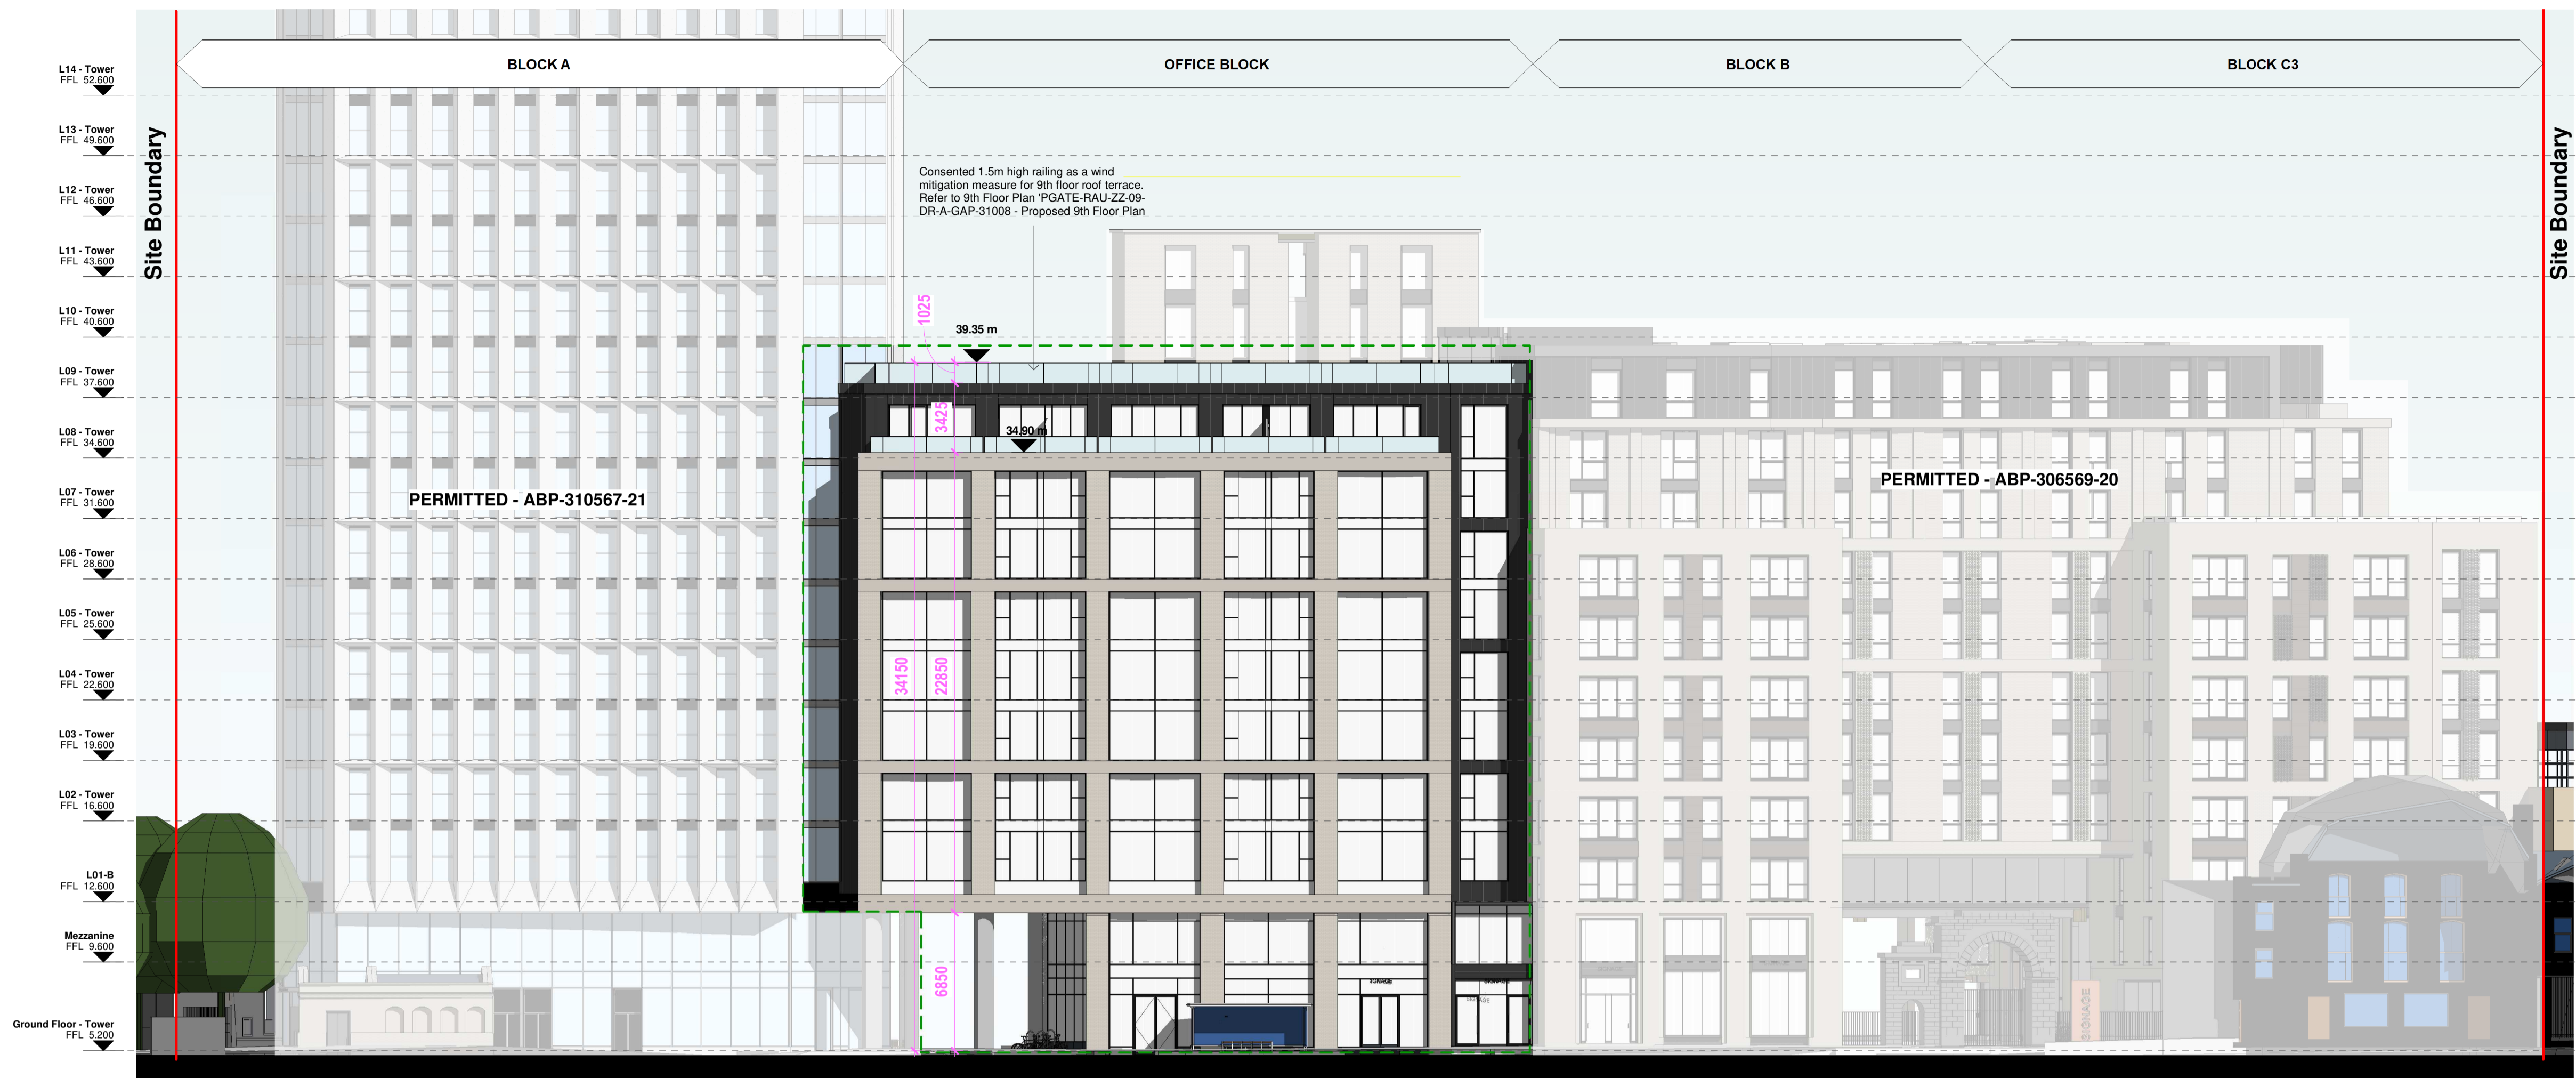 BLOCK A
OFFICE BLOCK
BLOCK B
BLOCK C3
L14 - Tower
FFL 52.600
L13 - Tower
FFL 49.600
L12 - Tower
FFL 46.600
L11 - Tower
FFL 43.600
L10 - Tower
FFL 40.600
L09 - Tower
FFL 37.600
L08 - Tower
FFL 34.600
L07 - Tower
FFL 31.600
L06 - Tower
FFL 28.600
L05 - Tower
FFL 25.600
L04 - Tower
FFL 22.600
L03 - Tower
FFL 19.600
L02 - Tower
FFL 16.600
L01-B
FFL 12.600
Mezzanine
FFL 9.600
Ground Floor - Tower
FFL 5.200
Site Boundary
Site Boundary
Consented 1.5m high railing as a wind
mitigation measure for 9th floor roof terrace.
Refer to 9th Floor Plan 'PGATE-RAU-ZZ-09-
DR-A-GAP-31008 - Proposed 9th Floor Plan
1025
39.35 m
3425
34.90 m
PERMITTED - ABP-310567-21
PERMITTED - ABP-306569-20
34150
22850
6850
SIGNAGE
SIGNAGE
SIGNAGE
SIGNAGE